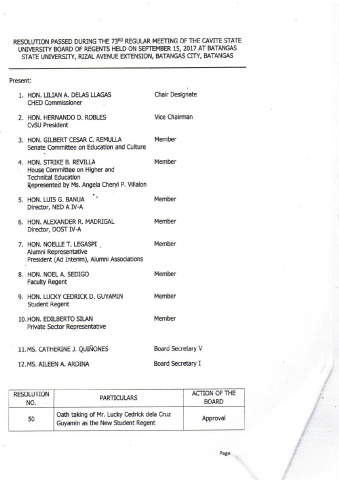 RESOLUTION PASSED DURING THE 73RD REGULAR MEETING OF THE CAVITE STATE
UNIVERSITY BOARD OF REGENTS HELD ON SEPTEMBER 15, 2017 AT BATANGAS
STATE UNIVERSITY, RIZAL AVENUE EXTENSION, BATANGAS CITY, BATANGAS
Present:
1. HON. LILIAN A. DELAS LLAGAS Chair Designate
CHED Commissioner
2. HON. HERNANDO D. ROBLES Vice Chairman
CvSU President
3. HON. GILBERT CESAR C. REMULLA Member
Senate Committee on Education and Culture
4. HON. STRIKE B. REVILLA Member
House Committee on Higher and
Technical Education
Represented by Ms. Angela Cheryl P. Villalon
5. HON. LUIS G. BANUA Member
Director, NED A IV-A
6. HON. ALEXANDER R. MADRIGAL Member
Director, DOST IV-A
7. HON. NOELLE T. LEGASPI Member
Alumni Representative
President (Ad Interim), Alumni Associations
8. HON. NOEL A. SEDIGO Member
Faculty Regent
9. HON. LUCKY CEDRICK D. GUYAMIN Member
Student Regent
10. HON. EDILBERTO SILAN Member
Private Sector Representative
11. MS. CATHERINE J. QUIÑONES Board Secretary V
12. MS. AILEEN A. ARDINA Board Secretary I
RESOLUTION NO. PARTICULARS ACTION OF THE BOARD
50 Oath taking of Mr. Lucky Cedrick dela Cruz Approval
Guyamin as the New Student Regent
Page